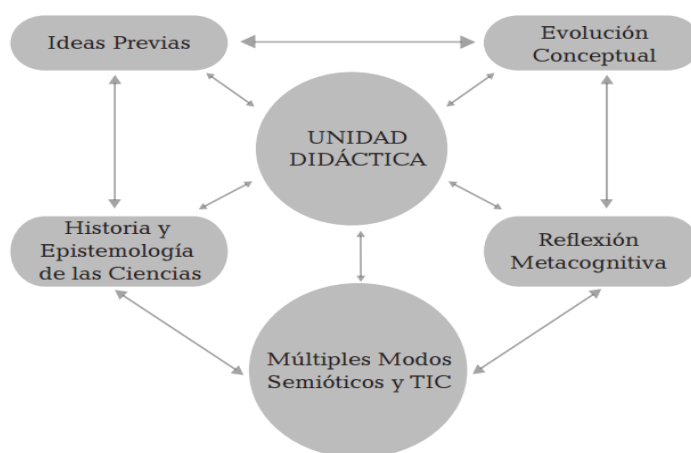 Ideas Previas
Evolución
Conceptual
UNIDAD
DIDÁCTICA
Historia y
Epistemología
de las Ciencias
Reflexión
Metacognitiva
Múltiples Modos
Semióticos y TIC